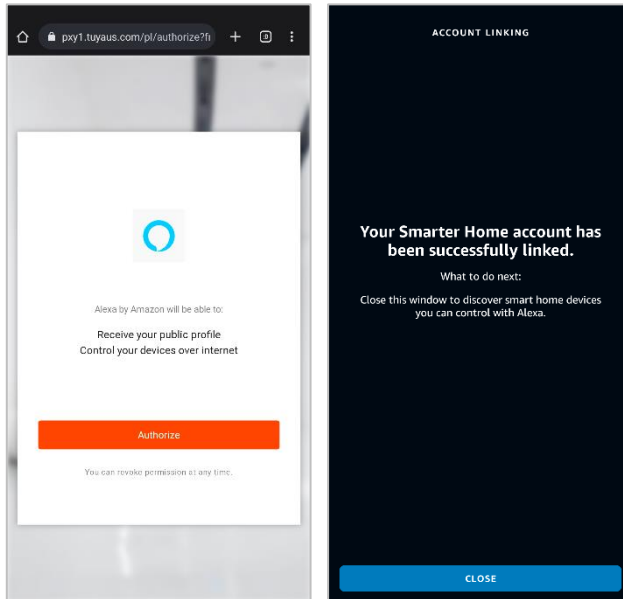 pxy1.tuyaus.com/pl/authorize?fi
Alexa by Amazon will be able to:
Receive your public profile
Control your devices over internet
Authorize
You can revoke permission at any time.
ACCOUNT LINKING
Your Smarter Home account has
been successfully linked.
What to do next:
Close this window to discover smart home devices
you can control with Alexa.
CLOSE